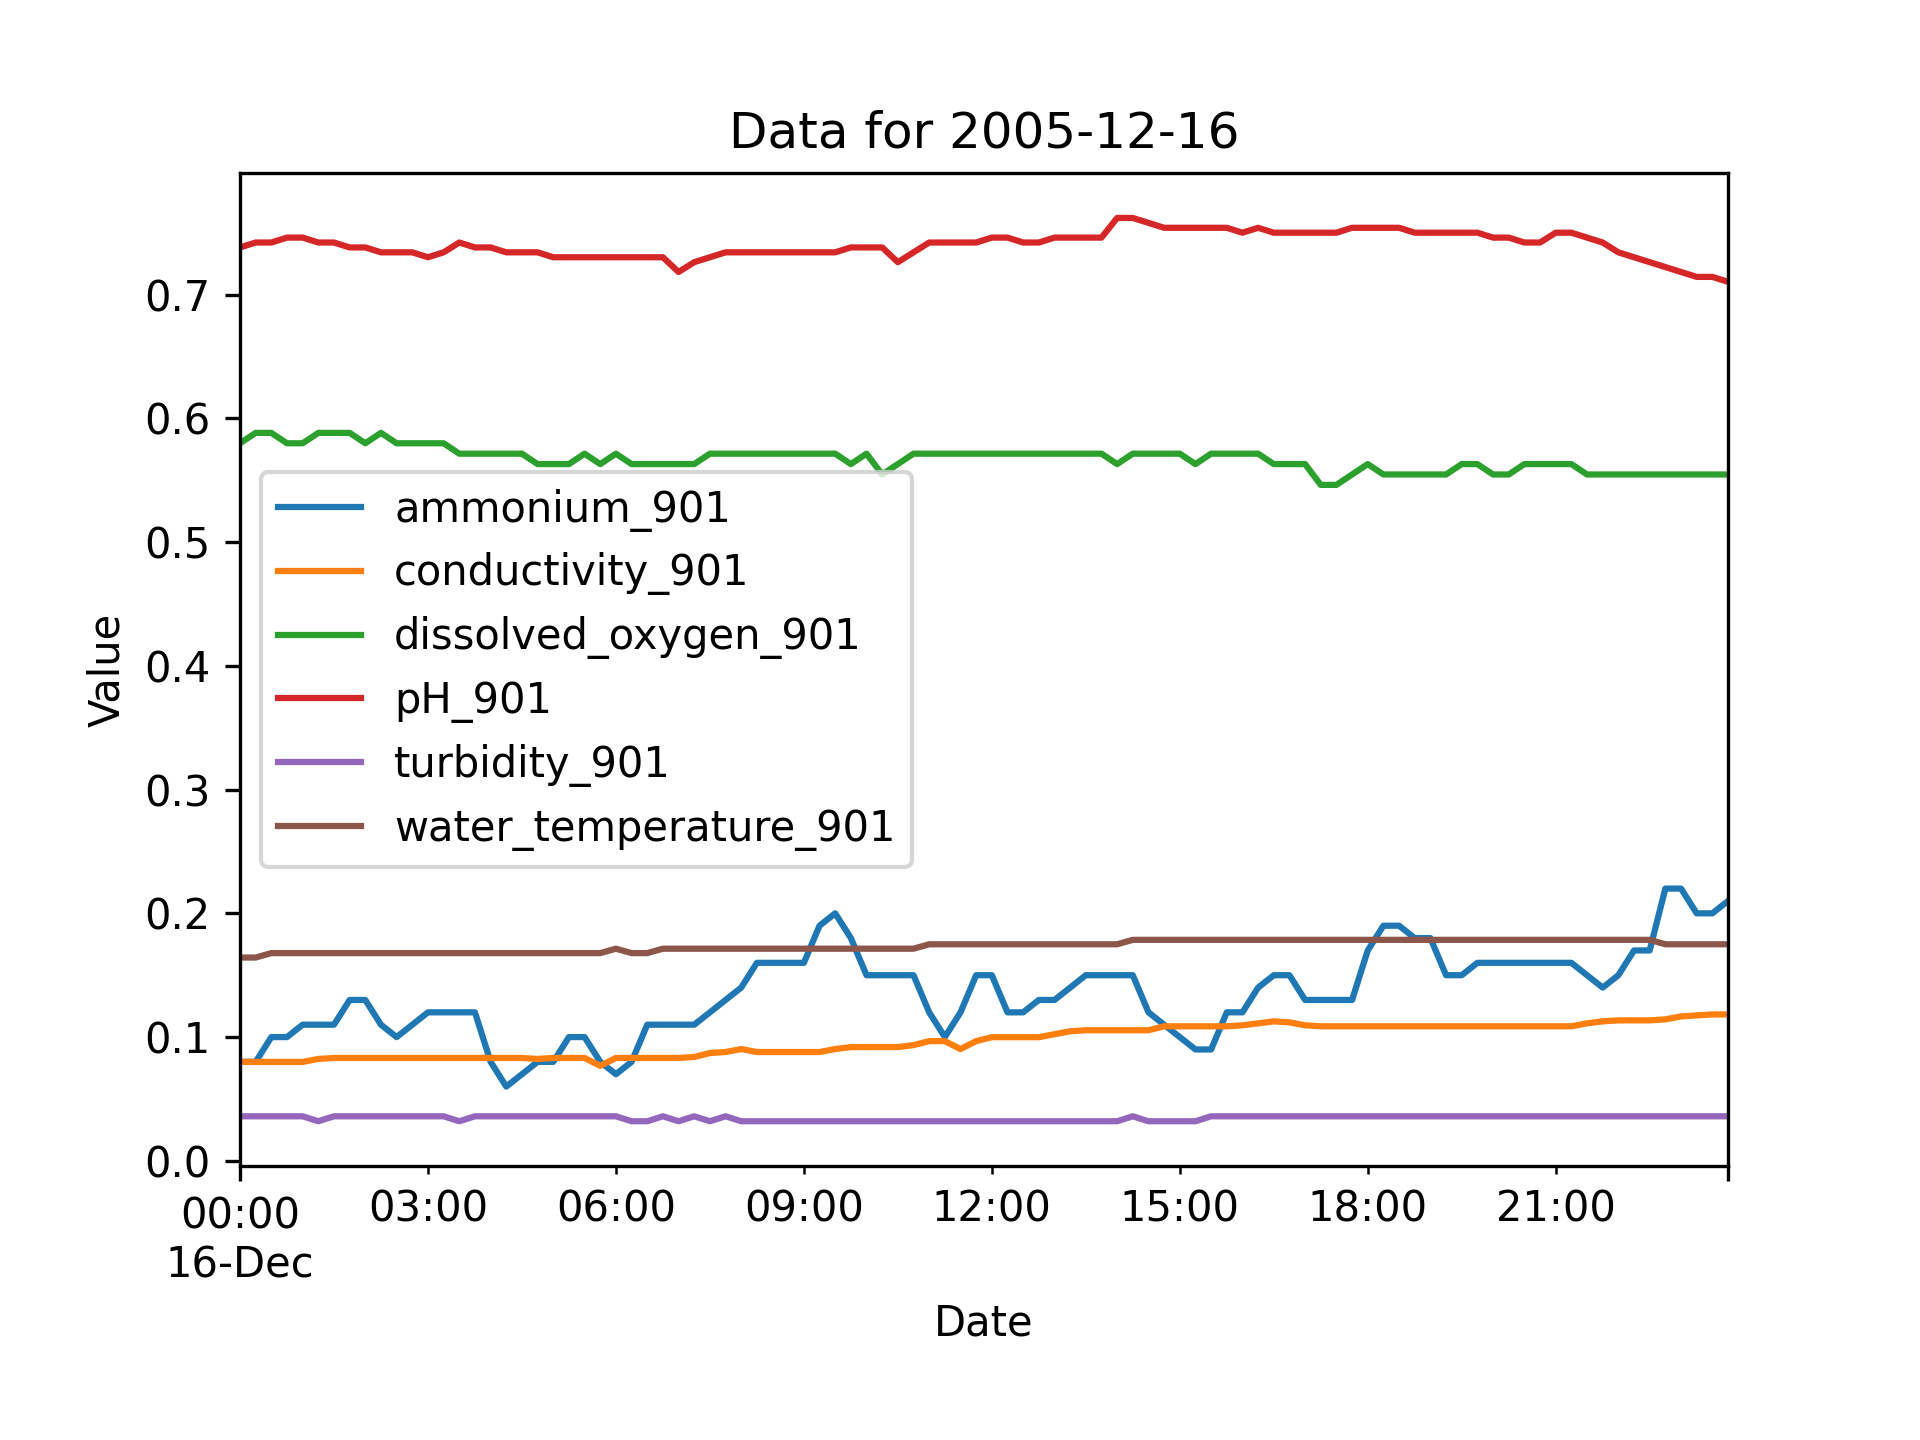 Data for 2005-12-16
Value
0.7
0.6
0.5
0.4
0.3
0.2
0.1
0.0
ammonium_901
conductivity_901
dissolved_oxygen_901
pH_901
turbidity_901
water_temperature_901
00:00 03:00 06:00 09:00 12:00 15:00 18:00 21:00
16-Dec
Date